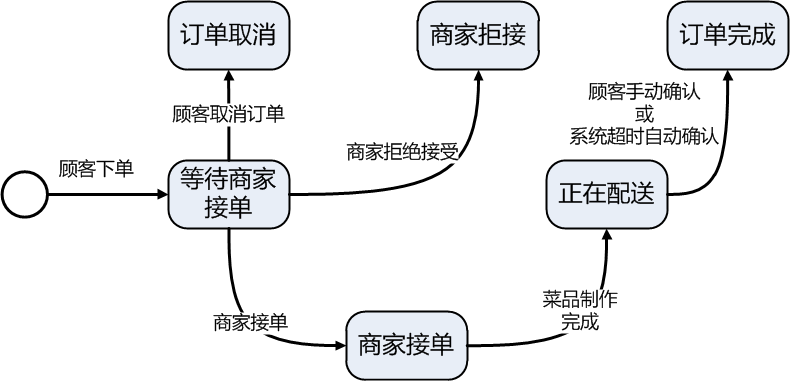 订单取消
商家拒接
订单完成
顾客手动确认
或
系统超时自动确认
顾客取消订单
商家拒绝接受
顾客下单
等待商家
接单
正在配送
菜品制作
完成
商家接单
商家接单